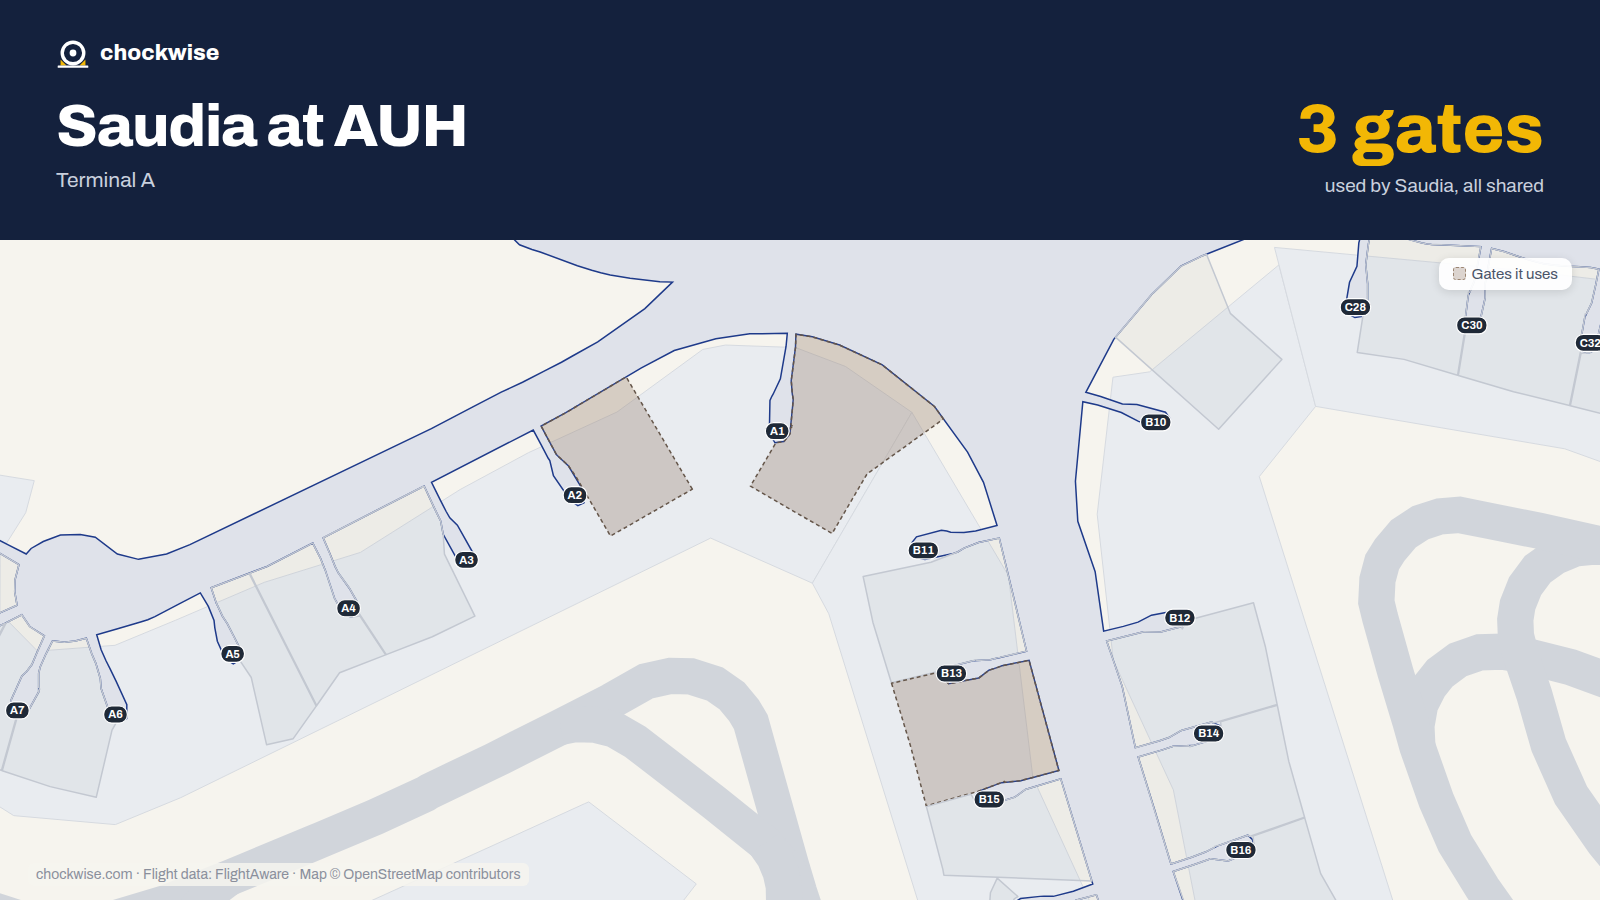 chockwise
Saudia at AUH
Terminal A
3 gates
used by Saudia, all shared
Gates it uses
C28
C30
C32
B10
A1
A2
A3
B11
A4
B12
A5
B13
A7
A6
B14
B15
B16
chockwise.com · Flight data: FlightAware · Map © OpenStreetMap contributors